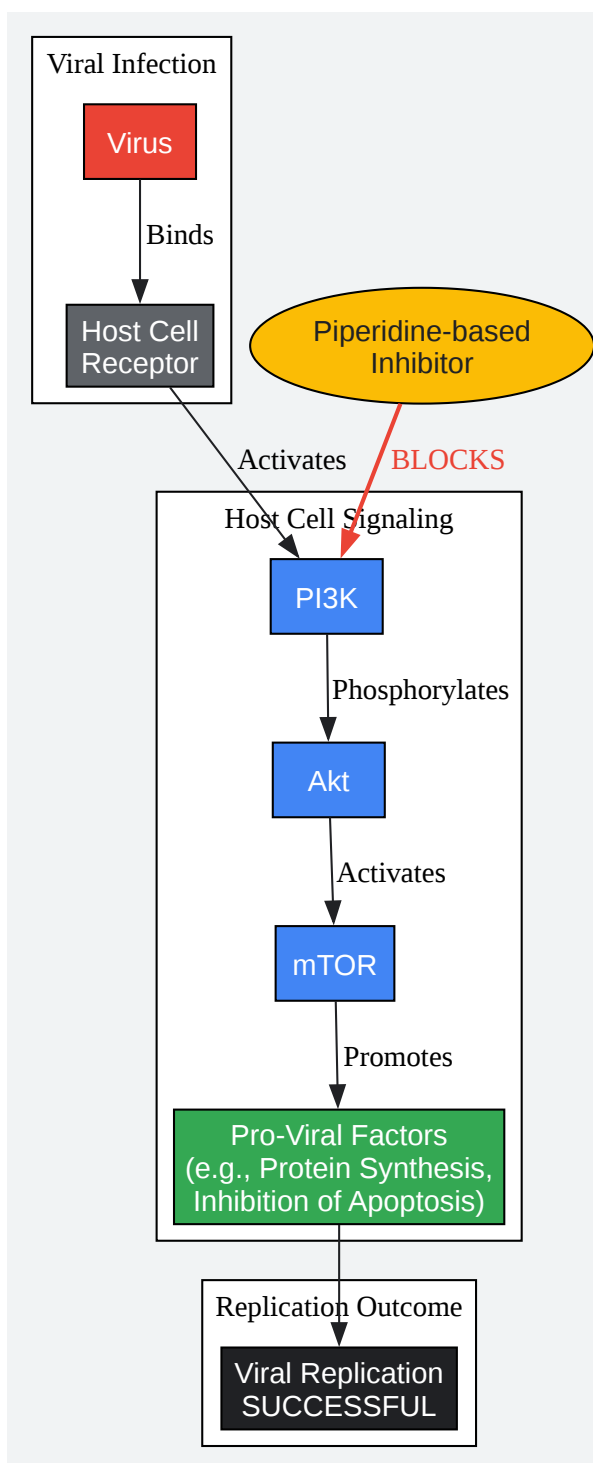 Viral Infection
Virus
Binds
Host Cell
Receptor
Piperidine-based
Inhibitor
Activates
BLOCKS
Host Cell Signaling
PI3K
Phosphorylates
Akt
Activates
mTOR
Promotes
Pro-Viral Factors
(e.g., Protein Synthesis,
Inhibition of Apoptosis)
Replication Outcome
Viral Replication
SUCCESSFUL